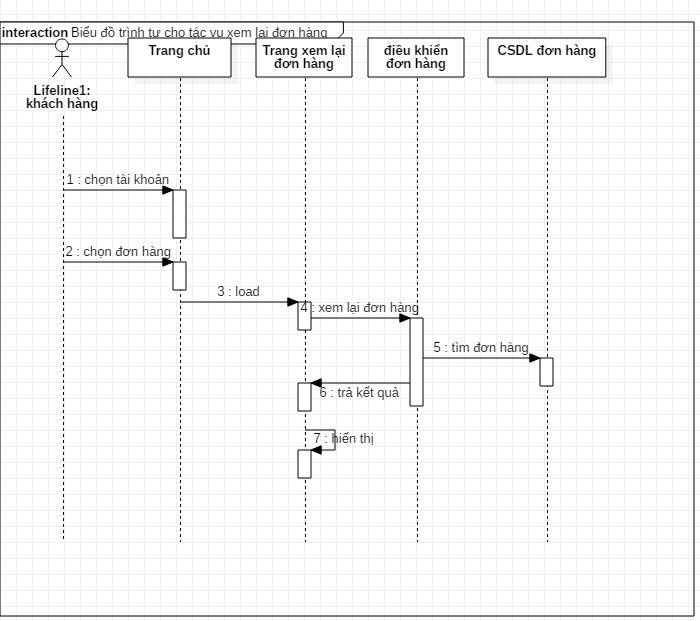 interaction Biểu đồ trình tự cho tác vụ xem lại đơn hàng
Trang chủ
Trang xem lại
đơn hàng
điều khiển
đơn hàng
CSDL đơn hàng
Lifeline1:
khách hàng
1 : chọn tài khoản
2 : chọn đơn hàng
3 : load
4 : xem lại đơn hàng
5 : tìm đơn hàng
6 : trả kết quả
7 : hiển thị